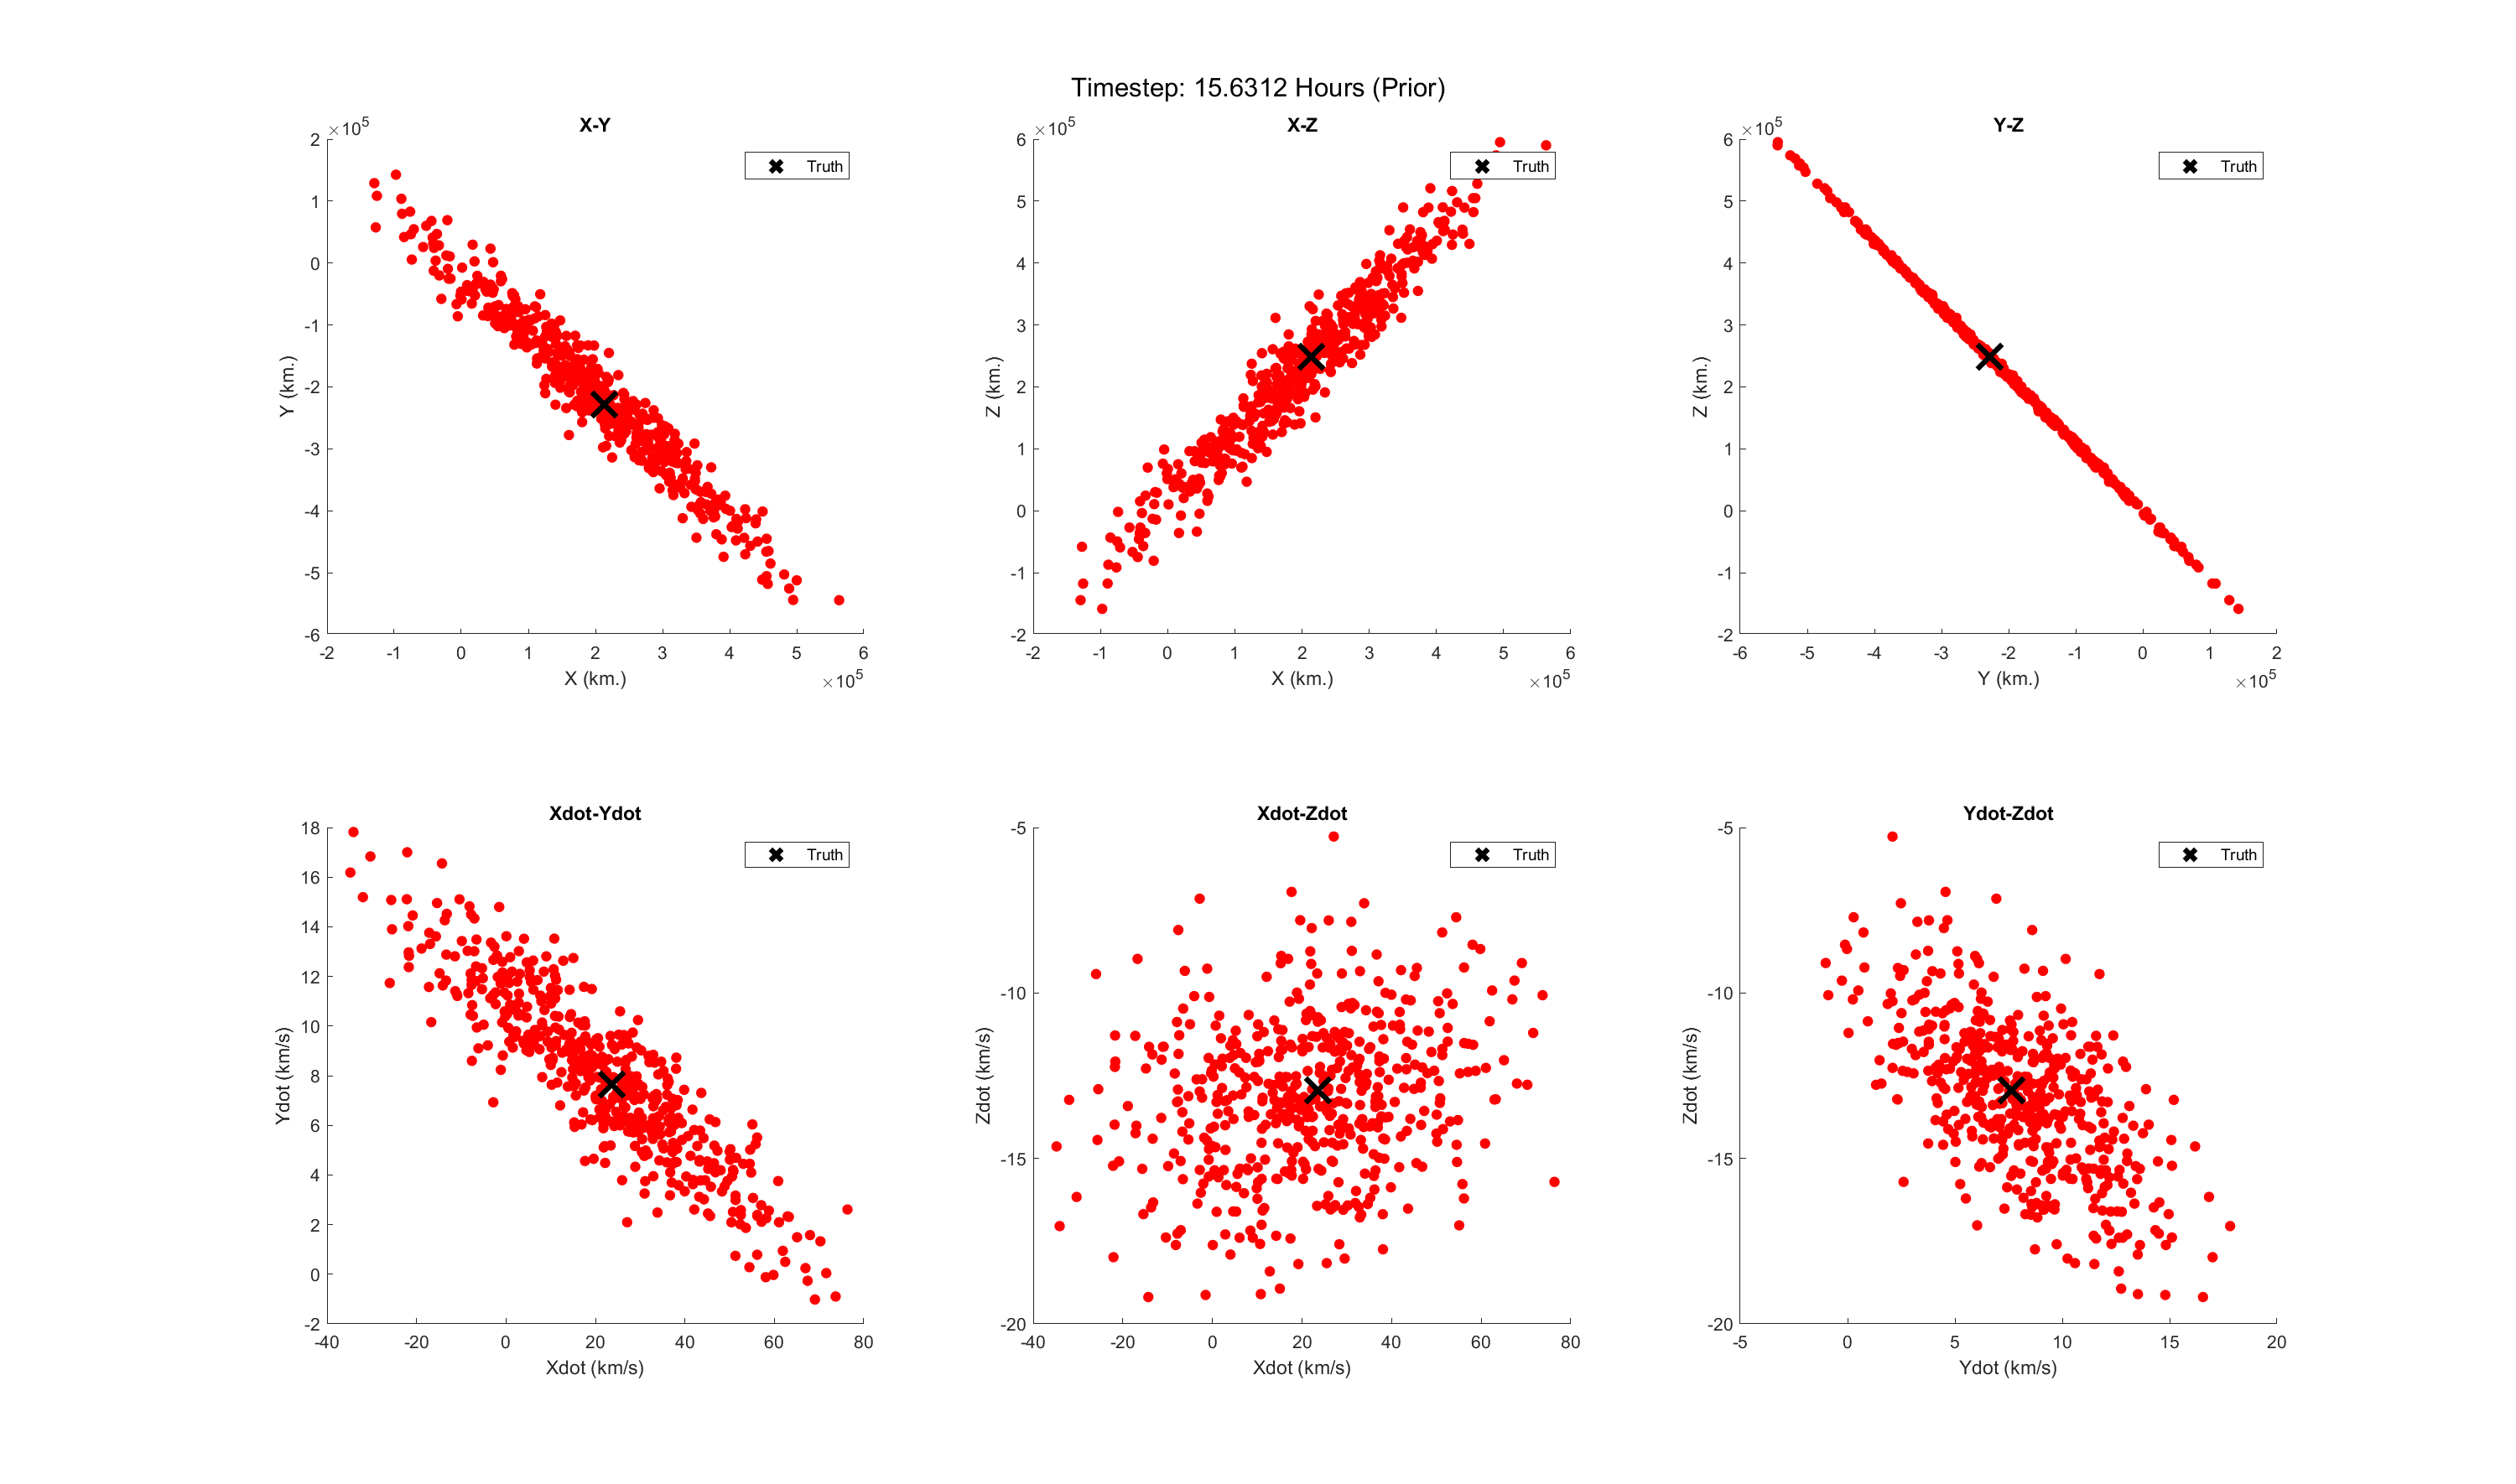 Timestep: 15.6312 Hours (Prior)
X-Y
×10^5
2
1
0
-1
-2
-3
-4
-5
-6
Y (km.)
-2 -1 0 1 2 3 4 5 6
X (km.)
×10^5
Truth
X-Z
×10^5
6
5
4
3
2
1
0
-1
-2
Z (km.)
-2 -1 0 1 2 3 4 5 6
X (km.)
×10^5
Truth
Y-Z
×10^5
6
5
4
3
2
1
0
-1
-2
Z (km.)
-6 -5 -4 -3 -2 -1 0 1 2
Y (km.)
×10^5
Truth
Xdot-Ydot
18
16
14
12
10
8
6
4
2
0
-2
Ydot (km/s)
-40 -20 0 20 40 60 80
Xdot (km/s)
Truth
Xdot-Zdot
-5
-10
-15
-20
Zdot (km/s)
-40 -20 0 20 40 60 80
Xdot (km/s)
Truth
Ydot-Zdot
-5
-10
-15
-20
Zdot (km/s)
-5 0 5 10 15 20
Ydot (km/s)
Truth